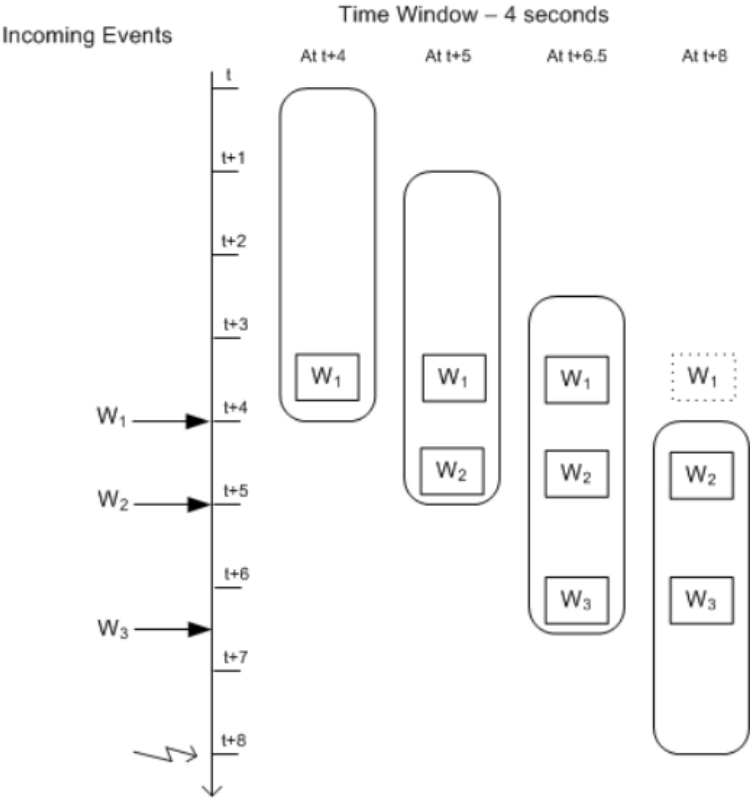 Time Window – 4 seconds
Incoming Events
At t+4 At t+5 At t+6.5 At t+8
t
t+1
t+2
t+3
W1 W1 W1 W1
W1 t+4
W2 W2 W2
W2 t+5
t+6
W3 W3
W3
t+7
t+8